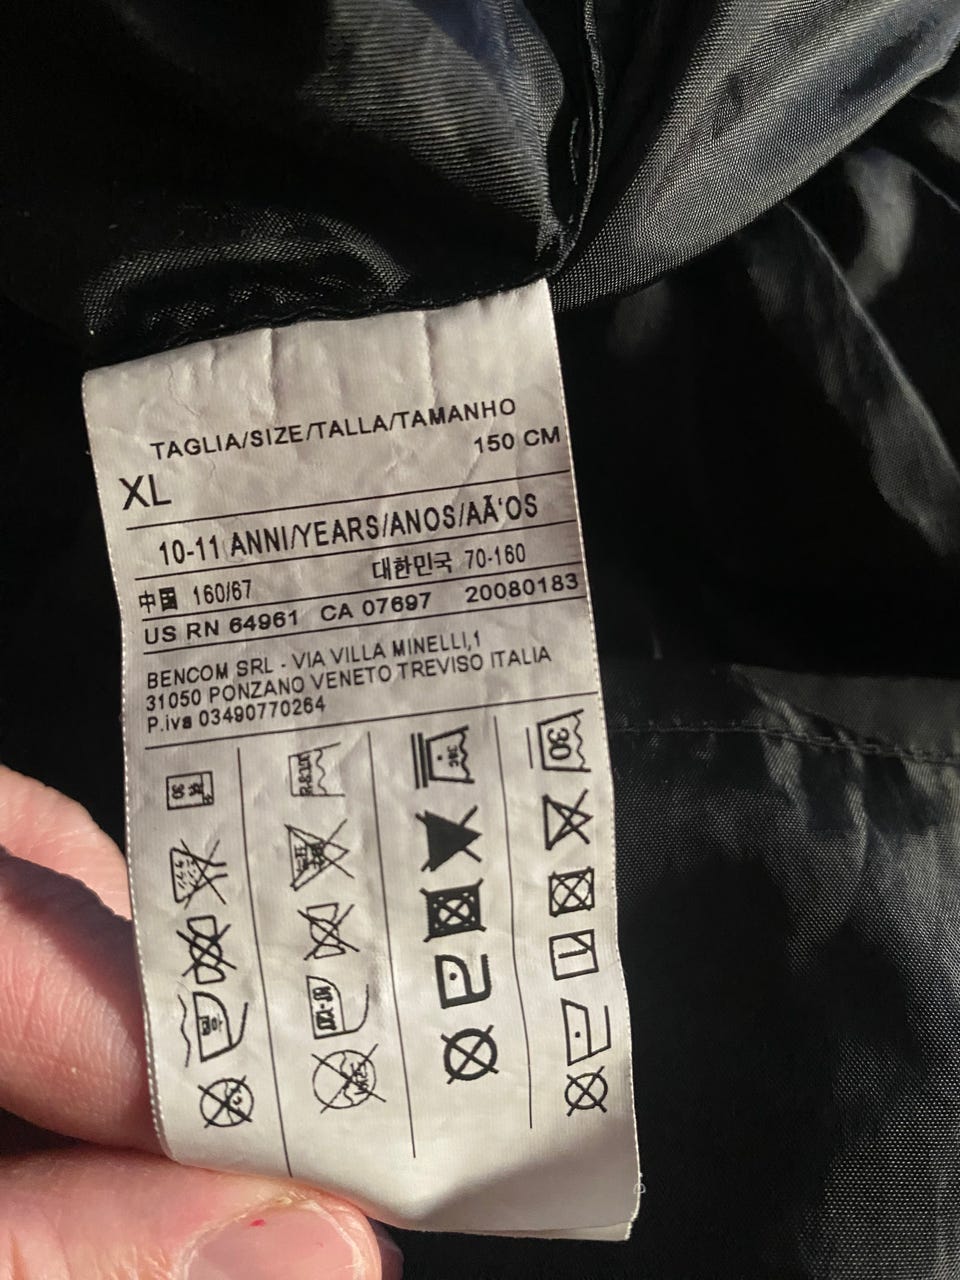 TAGLIA/SIZE/TALLA/TAMANHO
150 CM
XL
10-11 ANNI/YEARS/ANOS/AÃ‘OS
中国 160/67 대한민국 70-160
US RN 64961 CA 07697 20080183
BENCOM SRL - VIA VILLA MINELLI,1
31050 PONZANO VENETO TREVISO ITALIA
P.iva 03490770264
30
30